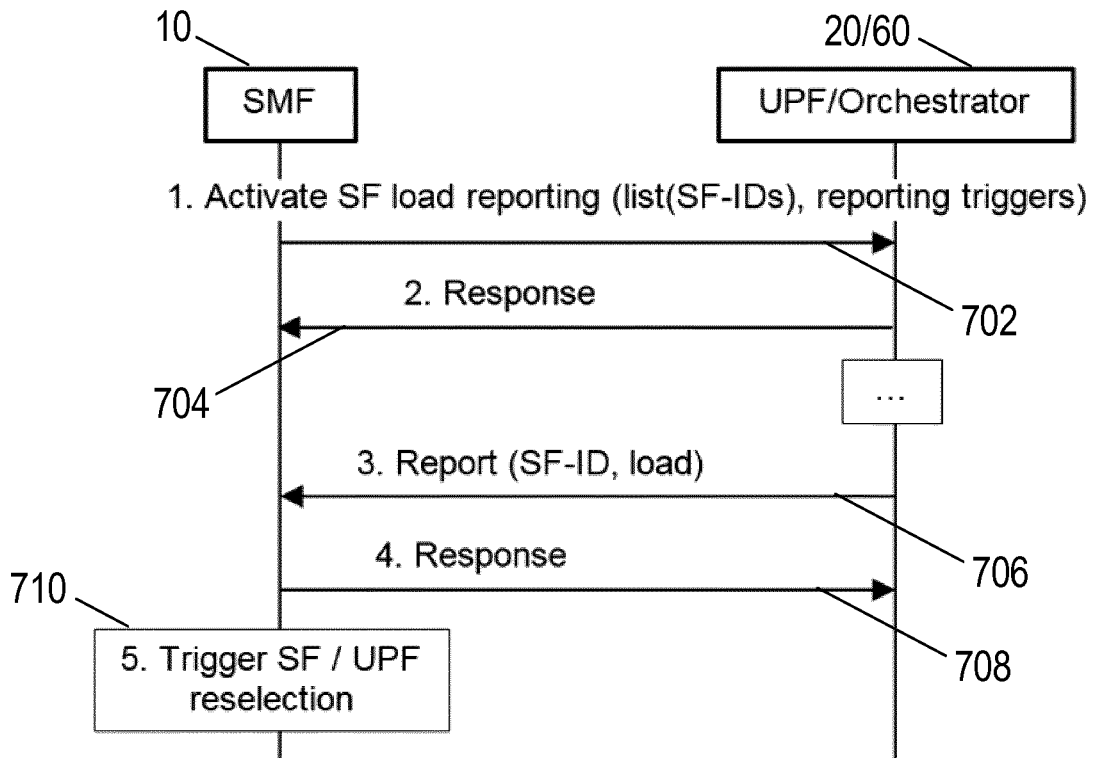 10
20/60
SMF
UPF/Orchestrator
1. Activate SF load reporting (list(SF-IDs), reporting triggers)
2. Response
702
704
...
3. Report (SF-ID, load)
4. Response
706
710
5. Trigger SF / UPF
reselection
708